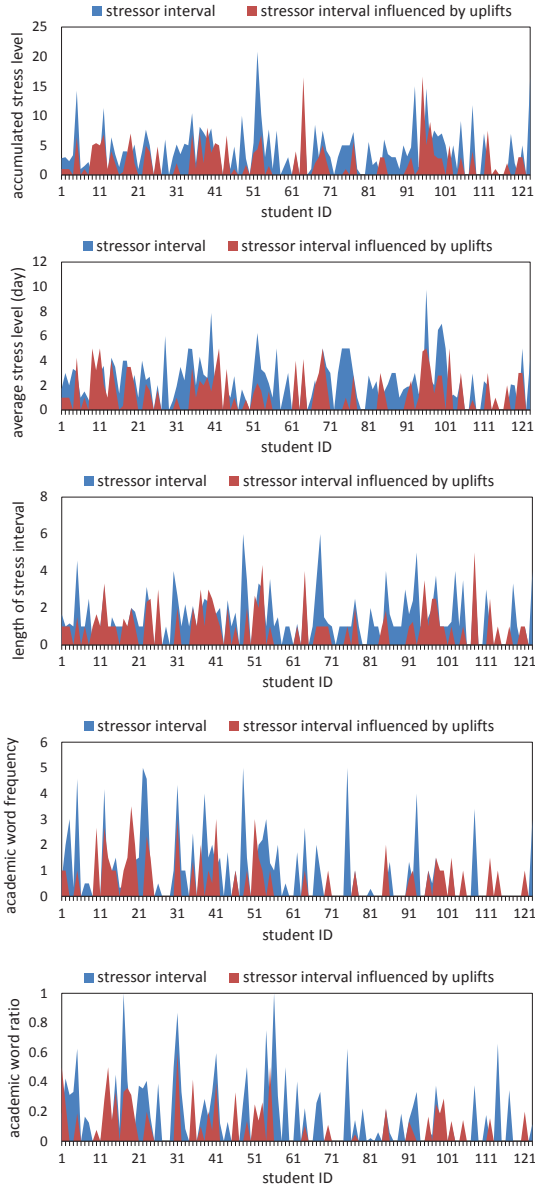 stressor interval stressor interval influenced by uplifts
accumulated stress level
25
20
15
10
5
0
1 11 21 31 41 51 61 71 81 91 101 111 121
student ID
stressor interval stressor interval influenced by uplifts
average stress level (day)
12
10
8
6
4
2
0
1 11 21 31 41 51 61 71 81 91 101 111 121
student ID
stressor interval stressor interval influenced by uplifts
length of stress interval
8
6
4
2
0
1 11 21 31 41 51 61 71 81 91 101 111 121
student ID
stressor interval stressor interval influenced by uplifts
academic word frequency
6
5
4
3
2
1
0
1 11 21 31 41 51 61 71 81 91 101 111 121
student ID
stressor interval stressor interval influenced by uplifts
academic word ratio
1
0.8
0.6
0.4
0.2
0
1 11 21 31 41 51 61 71 81 91 101 111 121
student ID